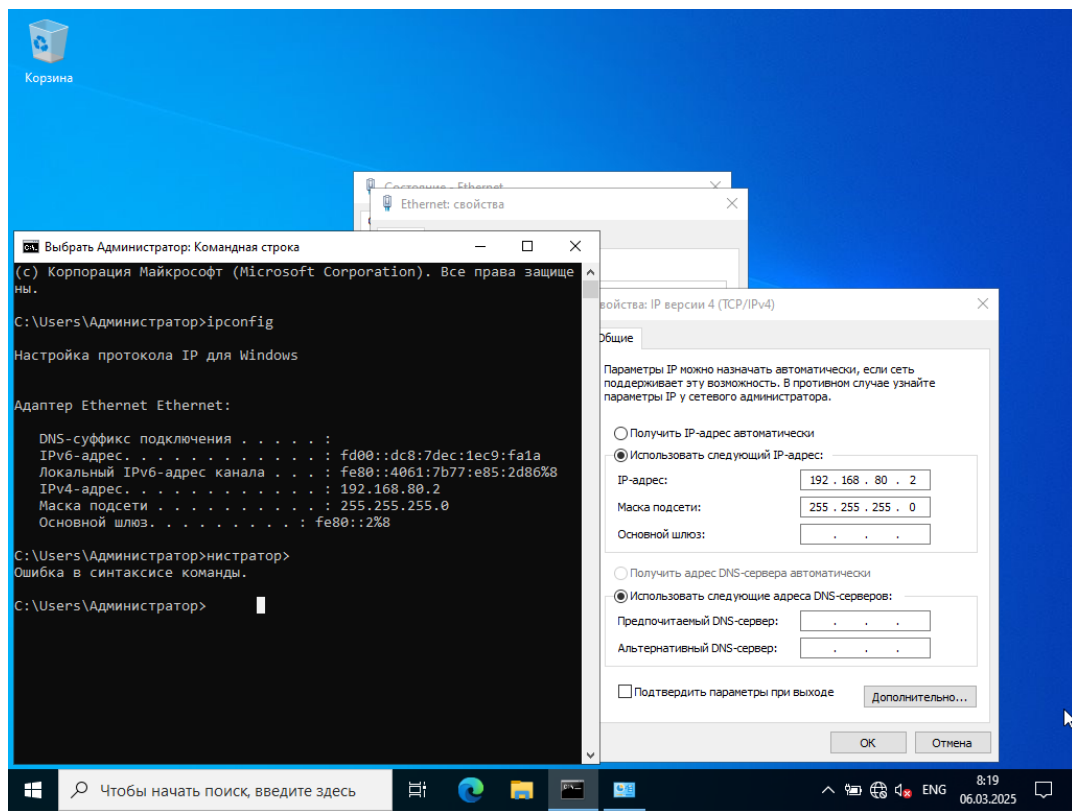 Корзина
Состояние - Ethernet
Ethernet: свойства
Выбрать Администратор: Командная строка
(c) Корпорация Майкрософт (Microsoft Corporation). Все права защище
ны.
C:\Users\Администратор>ipconfig
Настройка протокола IP для Windows
Адаптер Ethernet Ethernet:
DNS-суффикс подключения . . . . . :
IPv6-адрес. . . . . . . . . . . . : fd00::dc8:7dec:1ec9:fa1a
Локальный IPv6-адрес канала . . . : fe80::4061:7b77:e85:2d86%8
IPv4-адрес. . . . . . . . . . . . : 192.168.80.2
Маска подсети . . . . . . . . . . : 255.255.255.0
Основной шлюз. . . . . . . . . : fe80::2%8
C:\Users\Администратор>нистратор>
Ошибка в синтаксисе команды.
C:\Users\Администратор>
войства: IP версии 4 (TCP/IPv4)
Общие
Параметры IP можно назначать автоматически, если сеть
поддерживает эту возможность. В противном случае узнайте
параметры IP у сетевого администратора.
Получить IP-адрес автоматически
Использовать следующий IP-адрес:
IP-адрес: 192 . 168 . 80 . 2
Маска подсети: 255 . 255 . 255 . 0
Основной шлюз: . . .
Получить адрес DNS-сервера автоматически
Использовать следующие адреса DNS-серверов:
Предпочитаемый DNS-сервер: . . .
Альтернативный DNS-сервер: . . .
Подтвердить параметры при выходе
Дополнительно...
ОК
Отмена
Чтобы начать поиск, введите здесь
ENG
8:19
06.03.2025